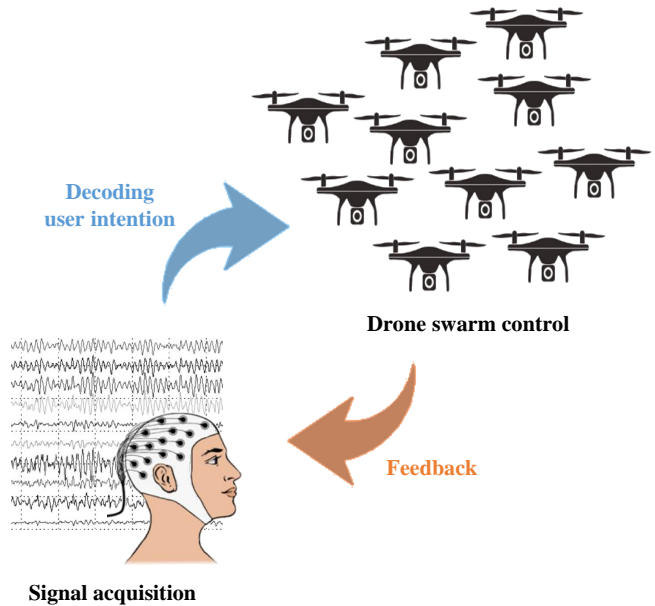 Decoding
user intention
Drone swarm control
Feedback
Signal acquisition